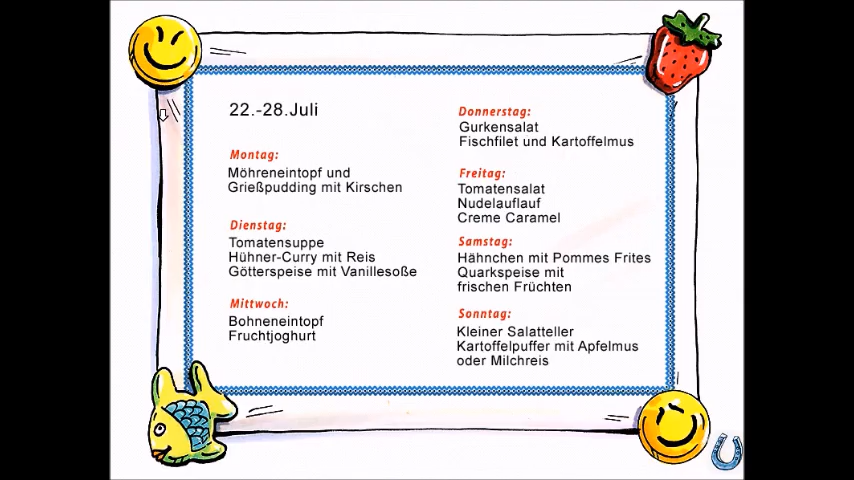 22.-28.Juli
Montag:
Möhreneintopf und
Grießpudding mit Kirschen
Dienstag:
Tomatensuppe
Hühner-Curry mit Reis
Götterspeise mit Vanillesoße
Mittwoch:
Bohneneintopf
Fruchtjoghurt
Donnerstag:
Gurkensalat
Fischfilet und Kartoffelmus
Freitag:
Tomatensalat
Nudelauflauf
Creme Caramel
Samstag:
Hähnchen mit Pommes Frites
Quarkspeise mit
frischen Früchten
Sonntag:
Kleiner Salatteller
Kartoffelpuffer mit Apfelmus
oder Milchreis